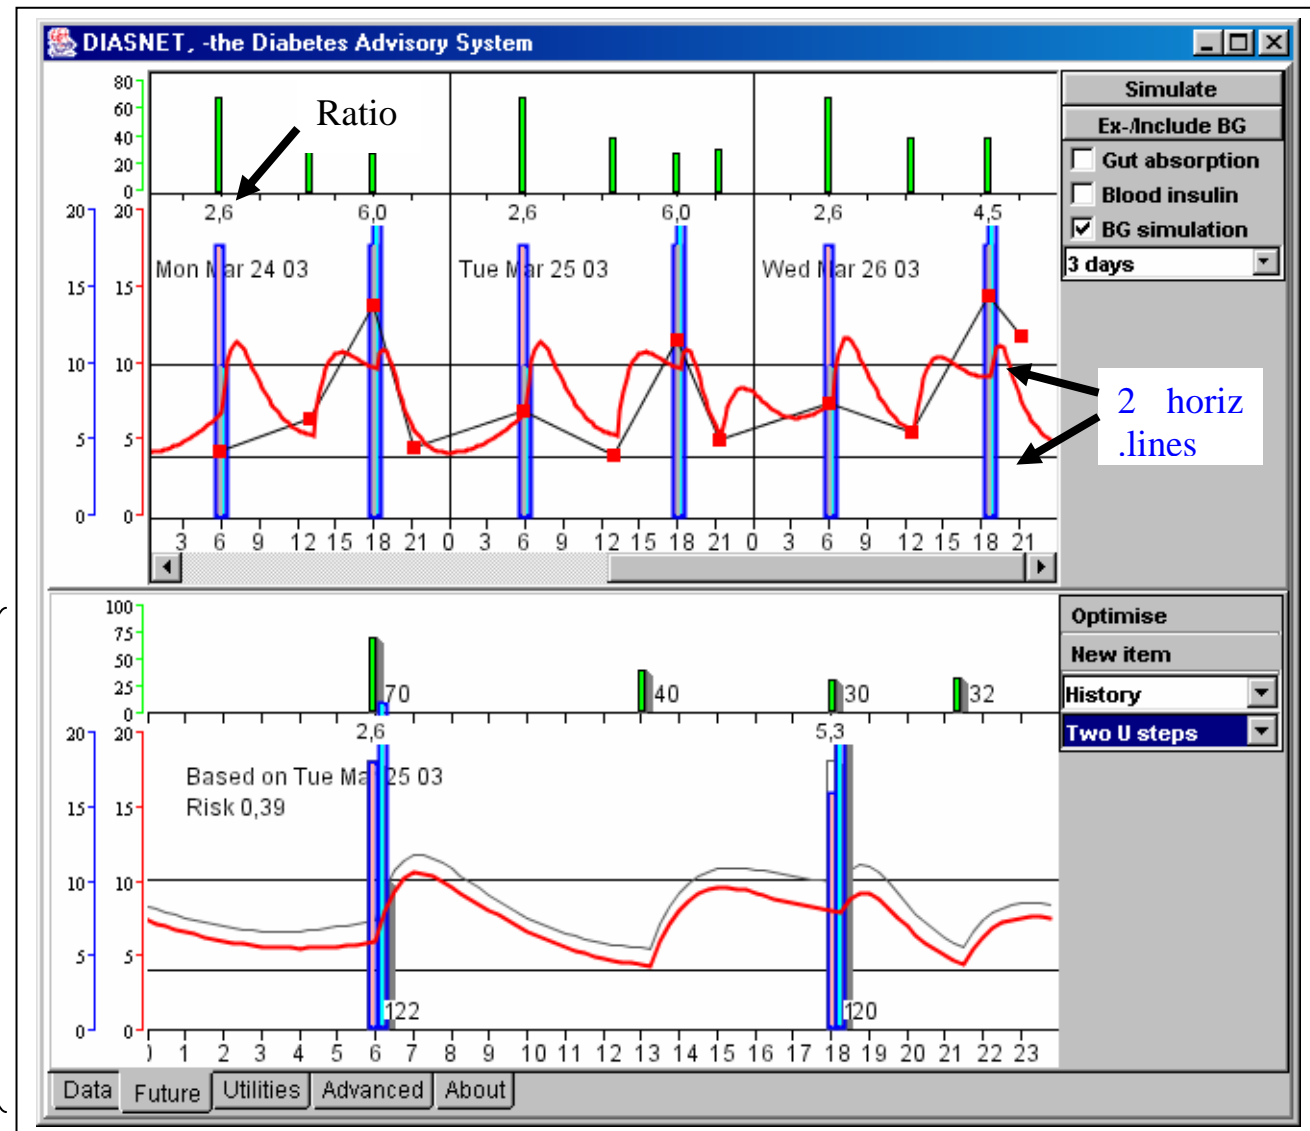 DIASNET, -the Diabetes Advisory System
80
60
40
20
0
Ratio
Simulate
Ex-/Include BG
Gut absorption
Blood insulin
BG simulation
3 days
20 20
15 15
10 10
5 5
0 0
2,6 6,0 2,6 6,0 2,6 4,5
Mon Mar 24 03 Tue Mar 25 03 Wed Mar 26 03
2 horiz
.lines
3 6 9 12 15 18 21 0 3 6 9 12 15 18 21 0 3 6 9 12 15 18 21
100
75
50
25
0
70 40 30 32
Optimise
New item
History
Two U steps
20 20
15 15
10 10
5 5
0 0
2,6 5,3
Based on Tue Mar 25 03
Risk 0,39
122 120
0 1 2 3 4 5 6 7 8 9 10 11 12 13 14 15 16 17 18 19 20 21 22 23
Data Future Utilities Advanced About